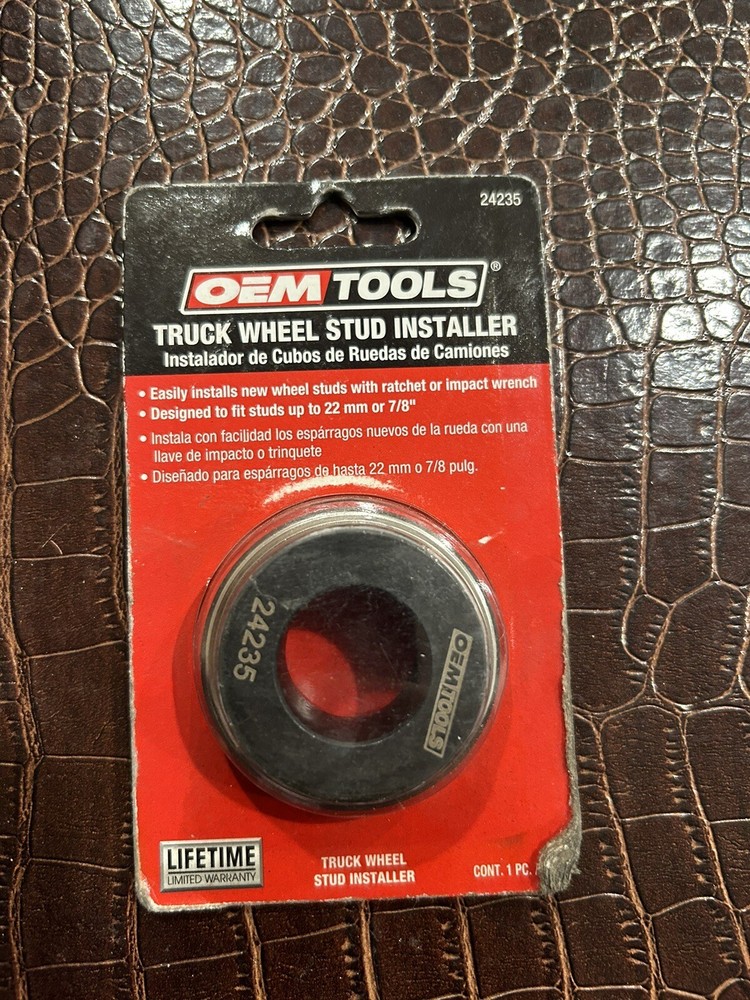 24235
OEMTOOLS®
TRUCK WHEEL STUD INSTALLER
Instalador de Cubos de Ruedas de Camiones
• Easily installs new wheel studs with ratchet or impact wrench
• Designed to fit studs up to 22 mm or 7/8"
• Instala con facilidad los espárragos nuevos de la rueda con una
llave de impacto o trinquete
• Diseñado para espárragos de hasta 22 mm o 7/8 pulg.
24235
OEMTOOLS
LIFETIME
LIMITED WARRANTY
TRUCK WHEEL
STUD INSTALLER
CONT. 1 PC.